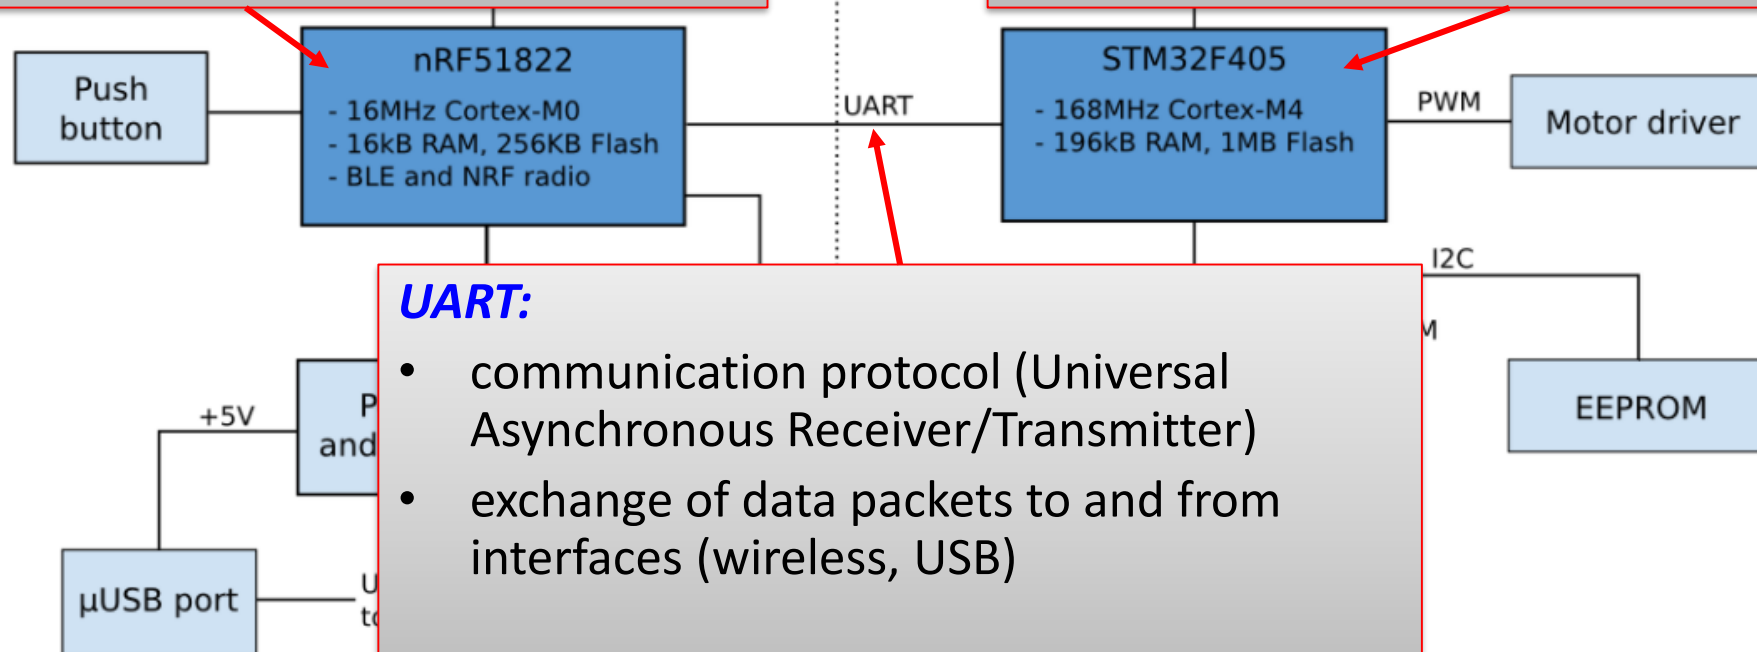 nRF51822
- 16MHz Cortex-M0
- 16kB RAM, 256KB Flash
- BLE and NRF radio
Push
button
UART
STM32F405
- 168MHz Cortex-M4
- 196kB RAM, 1MB Flash
PWM
Motor driver
I2C
EEPROM
+5V
and
µUSB port
UART:
• communication protocol (Universal
Asynchronous Receiver/Transmitter)
• exchange of data packets to and from
interfaces (wireless, USB)